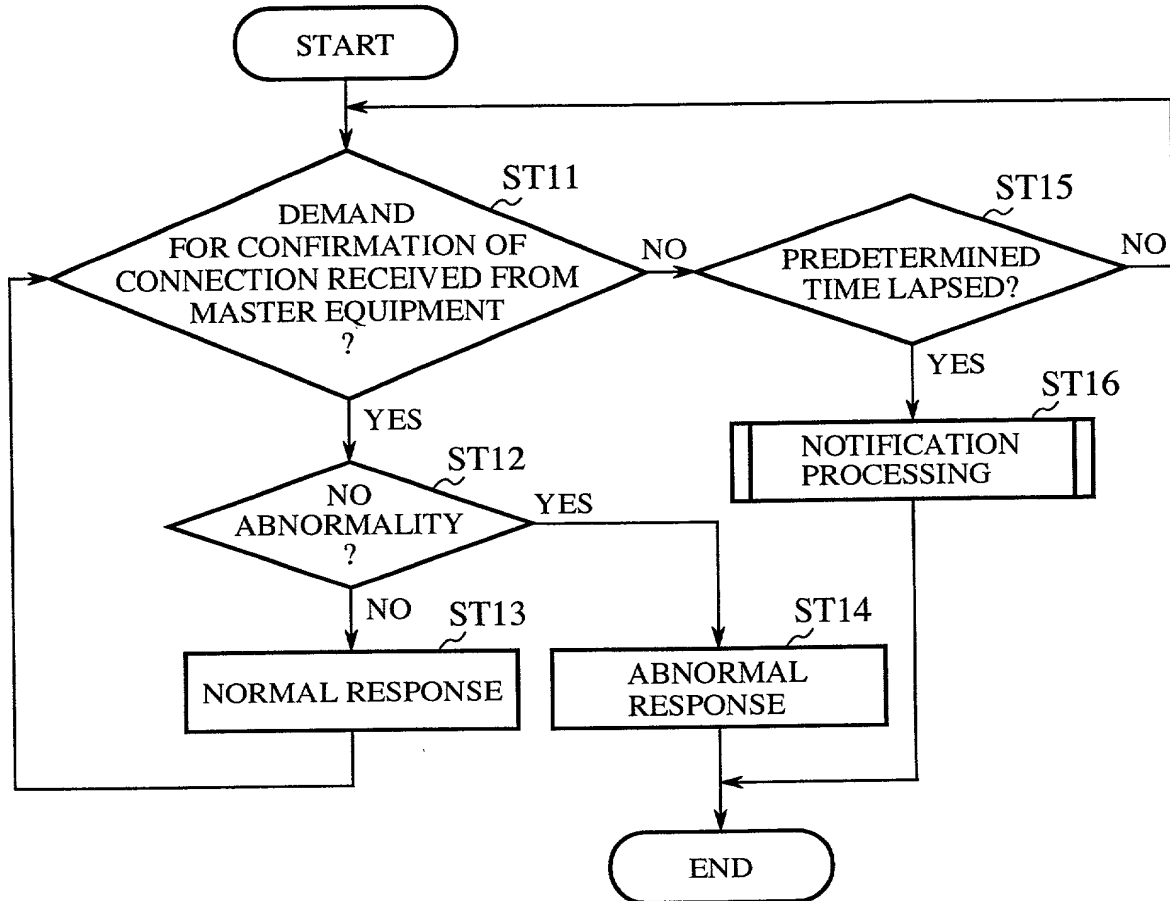 START
ST11
DEMAND
FOR CONFIRMATION OF
CONNECTION RECEIVED FROM
MASTER EQUIPMENT
?
NO
ST15
PREDETERMINED
TIME LAPSED?
NO
YES
YES
ST16
NOTIFICATION
PROCESSING
ST12
NO
ABNORMALITY
?
YES
NO
ST13
NORMAL RESPONSE
ST14
ABNORMAL
RESPONSE
END